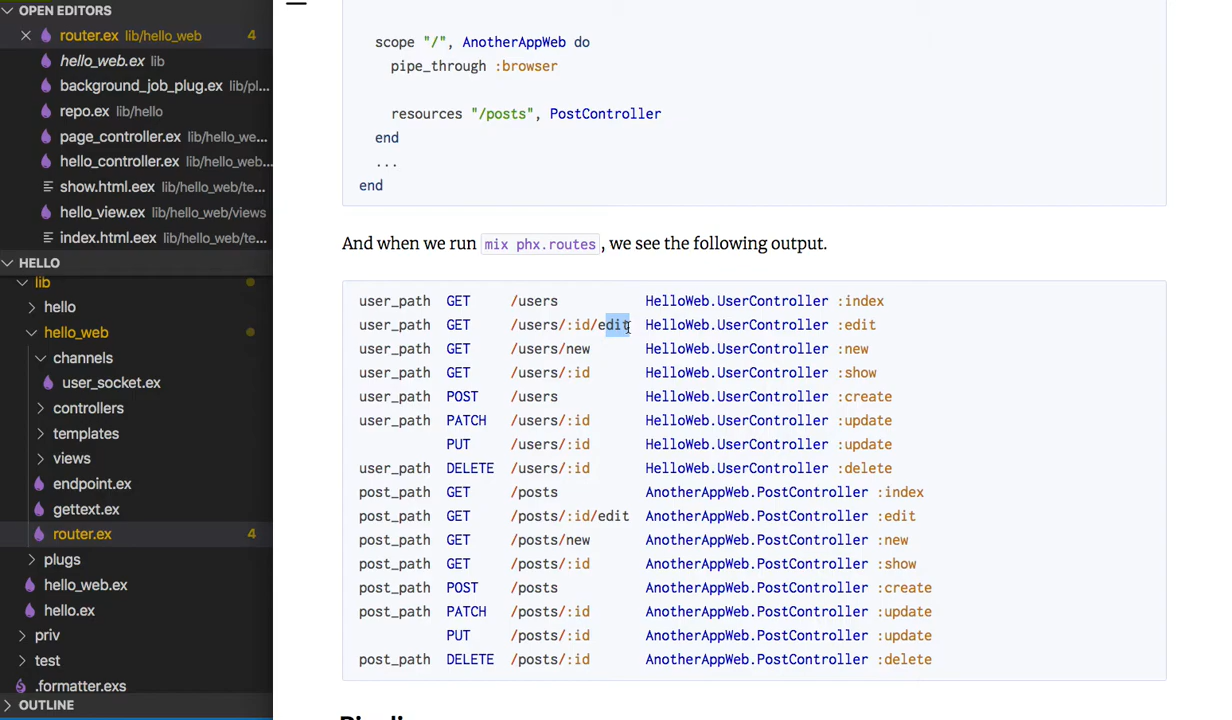 OPEN EDITORS
router.ex lib/hello_web 4
hello_web.ex lib
background_job_plug.ex lib/pl...
repo.ex lib/hello
page_controller.ex lib/hello_we...
hello_controller.ex lib/hello_web...
show.html.eex lib/hello_web/te...
hello_view.ex lib/hello_web/views
index.html.eex lib/hello_web/te...
HELLO
lib
hello
hello_web
channels
user_socket.ex
controllers
templates
views
endpoint.ex
gettext.ex
router.ex 4
plugs
hello_web.ex
hello.ex
priv
test
.formatter.exs
OUTLINE
scope "/", AnotherAppWeb do
pipe_through :browser
resources "/posts", PostController
end
...
end
And when we run mix phx.routes, we see the following output.
user_path GET /users HelloWeb.UserController :index
user_path GET /users/:id/edit HelloWeb.UserController :edit
user_path GET /users/new HelloWeb.UserController :new
user_path GET /users/:id HelloWeb.UserController :show
user_path POST /users HelloWeb.UserController :create
user_path PATCH /users/:id HelloWeb.UserController :update
PUT /users/:id HelloWeb.UserController :update
user_path DELETE /users/:id HelloWeb.UserController :delete
post_path GET /posts AnotherAppWeb.PostController :index
post_path GET /posts/:id/edit AnotherAppWeb.PostController :edit
post_path GET /posts/new AnotherAppWeb.PostController :new
post_path GET /posts/:id AnotherAppWeb.PostController :show
post_path POST /posts AnotherAppWeb.PostController :create
post_path PATCH /posts/:id AnotherAppWeb.PostController :update
PUT /posts/:id AnotherAppWeb.PostController :update
post_path DELETE /posts/:id AnotherAppWeb.PostController :delete